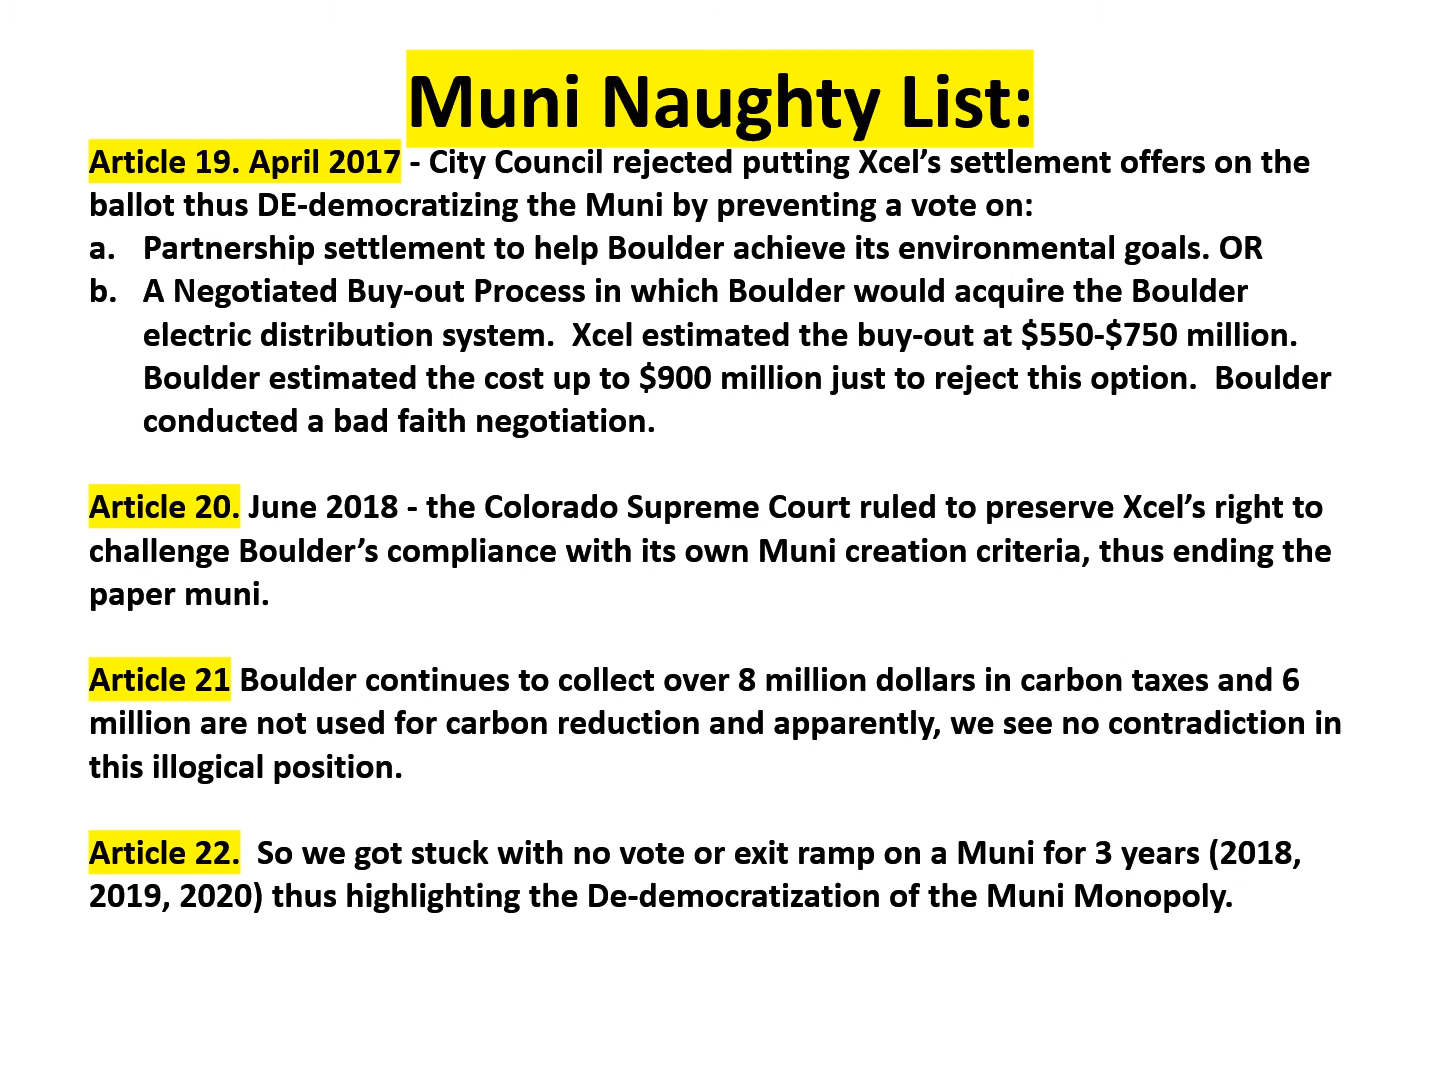 Muni Naughty List:
Article 19. April 2017 - City Council rejected putting Xcel’s settlement offers on the
ballot thus DE-democratizing the Muni by preventing a vote on:
a. Partnership settlement to help Boulder achieve its environmental goals. OR
b. A Negotiated Buy-out Process in which Boulder would acquire the Boulder
electric distribution system.  Xcel estimated the buy-out at $550-$750 million.
Boulder estimated the cost up to $900 million just to reject this option.  Boulder
conducted a bad faith negotiation.
Article 20. June 2018 - the Colorado Supreme Court ruled to preserve Xcel’s right to
challenge Boulder’s compliance with its own Muni creation criteria, thus ending the
paper muni.
Article 21 Boulder continues to collect over 8 million dollars in carbon taxes and 6
million are not used for carbon reduction and apparently, we see no contradiction in
this illogical position.
Article 22.  So we got stuck with no vote or exit ramp on a Muni for 3 years (2018,
2019, 2020) thus highlighting the De-democratization of the Muni Monopoly.